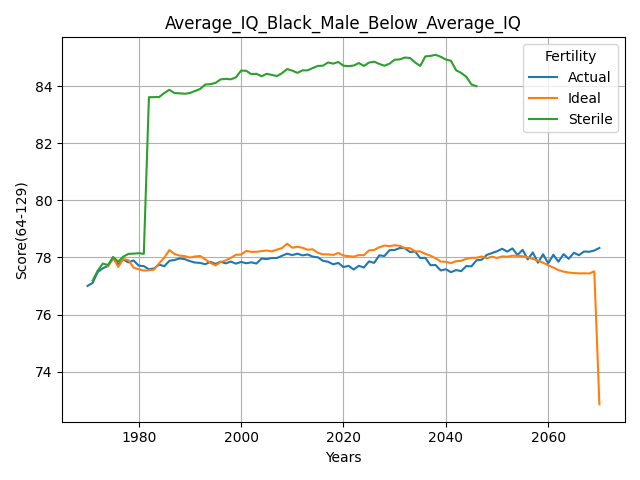 Average_IQ_Black_Male_Below_Average_IQ
Score(64-129)
84
82
80
78
76
74
Fertility
Actual
Ideal
Sterile
1980
2000
2020
2040
2060
Years